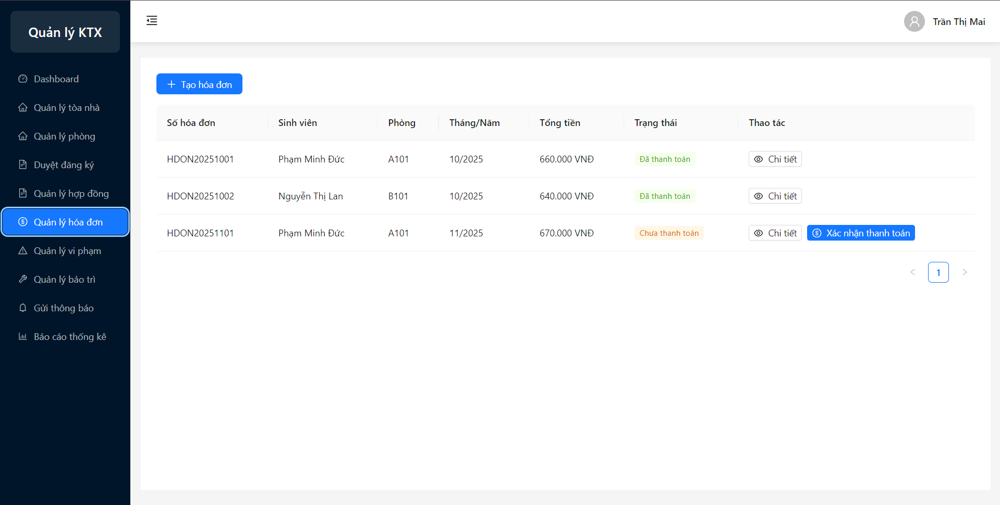 Quản lý KTX
Trần Thị Mai
Dashboard
Quản lý tòa nhà
Quản lý phòng
Duyệt đăng ký
Quản lý hợp đồng
Quản lý hóa đơn
Quản lý vi phạm
Quản lý bảo trì
Gửi thông báo
Báo cáo thống kê
Tạo hóa đơn
Số hóa đơn Sinh viên Phòng Tháng/Năm Tổng tiền Trạng thái Thao tác
HDON20251001 Phạm Minh Đức A101 10/2025 660.000 VNĐ Đã thanh toán Chi tiết
HDON20251002 Nguyễn Thị Lan B101 10/2025 640.000 VNĐ Đã thanh toán Chi tiết
HDON20251101 Phạm Minh Đức A101 11/2025 670.000 VNĐ Chưa thanh toán Chi tiết Xác nhận thanh toán
1